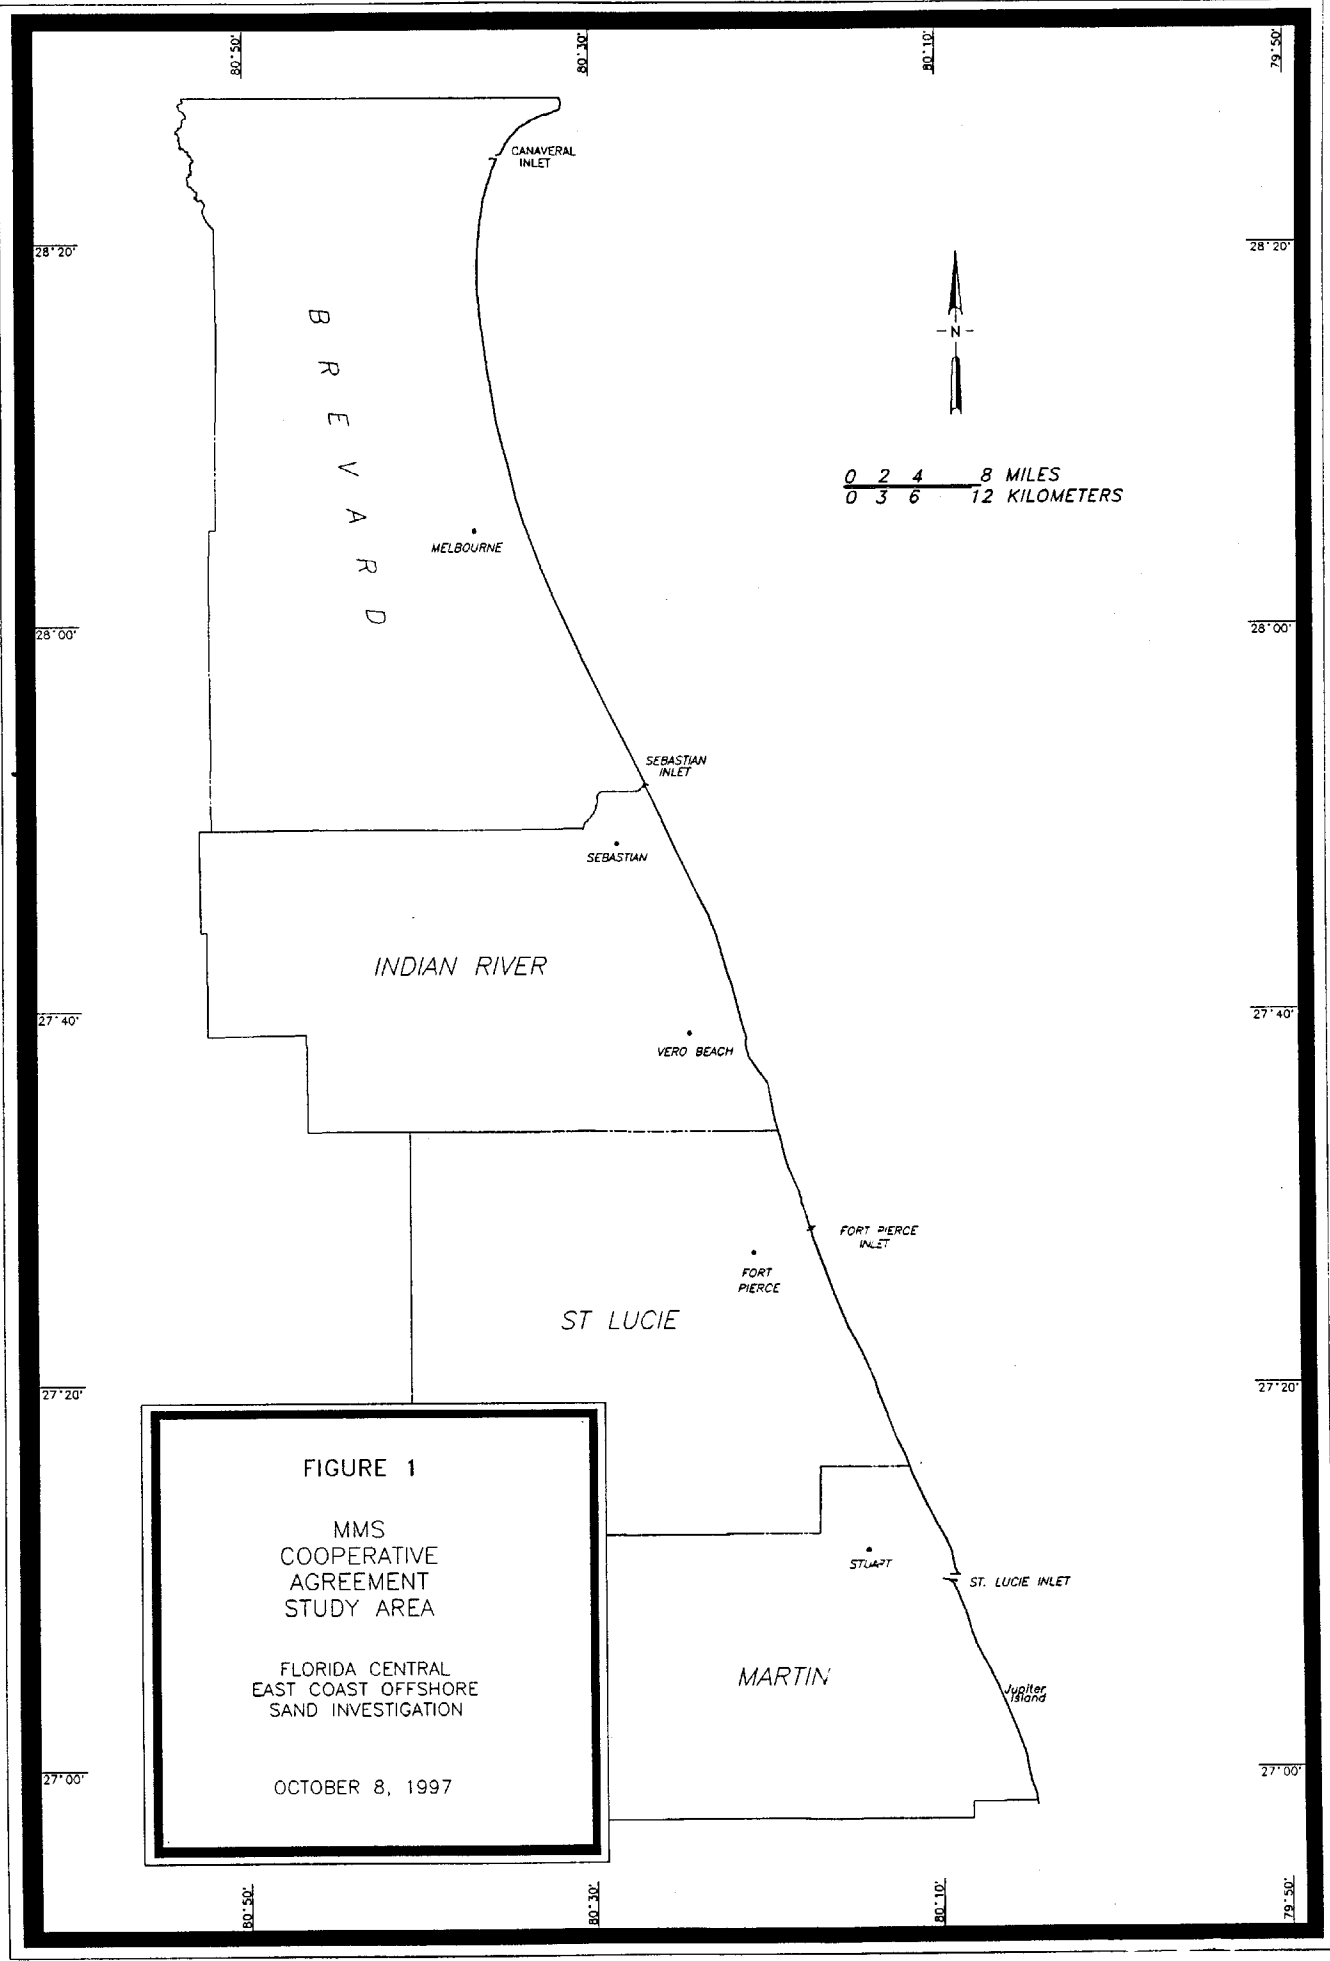 80°50'
80°30'
80°10'
79°50'
CANAVERAL
INLET
28°20'
28°20'
BREVARD
N
0 2 4 8 MILES
0 3 6 12 KILOMETERS
MELBOURNE
28°00'
28°00'
SEBASTIAN
INLET
SEBASTIAN
INDIAN RIVER
27°40'
27°40'
VERO BEACH
FORT PIERCE
INLET
FORT
PIERCE
ST LUCIE
27°20'
27°20'
FIGURE 1
MMS
COOPERATIVE
AGREEMENT
STUDY AREA
FLORIDA CENTRAL
EAST COAST OFFSHORE
SAND INVESTIGATION
OCTOBER 8, 1997
STUART
ST. LUCIE INLET
MARTIN
Jupiter
Island
27°00'
27°00'
80°50'
80°30'
80°10'
79°50'